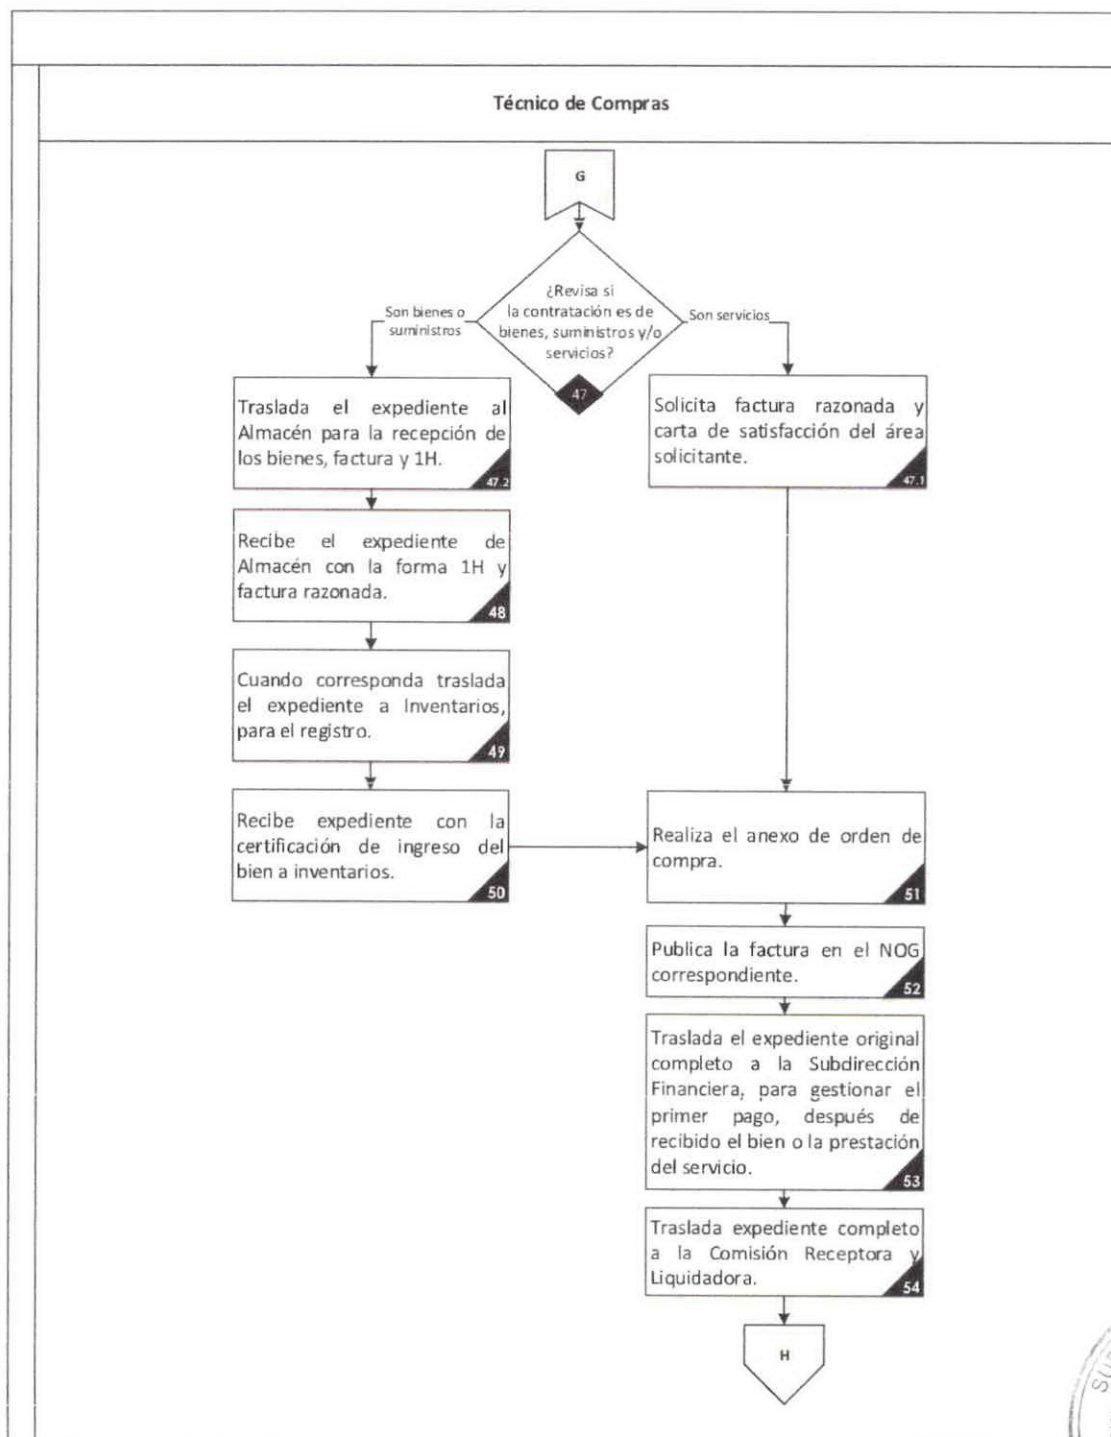 Técnico de Compras
G
¿Revisa si
la contratación es de
bienes, suministros y/o
servicios?
47
Son bienes o
suministros
Son servicios
Traslada el expediente al
Almacén para la recepción de
los bienes, factura y 1H.
47.2
Solicita factura razonada y
carta de satisfacción del área
solicitante.
47.1
Recibe el expediente de
Almacén con la forma 1H y
factura razonada.
48
Cuando corresponda traslada
el expediente a Inventarios,
para el registro.
49
Recibe expediente con la
certificación de ingreso del
bien a inventarios.
50
Realiza el anexo de orden de
compra.
51
Publica la factura en el NOG
correspondiente.
52
Traslada el expediente original
completo a la Subdirección
Financiera, para gestionar el
primer pago, después de
recibido el bien o la prestación
del servicio.
53
Traslada expediente completo
a la Comisión Receptora y
Liquidadora.
54
H